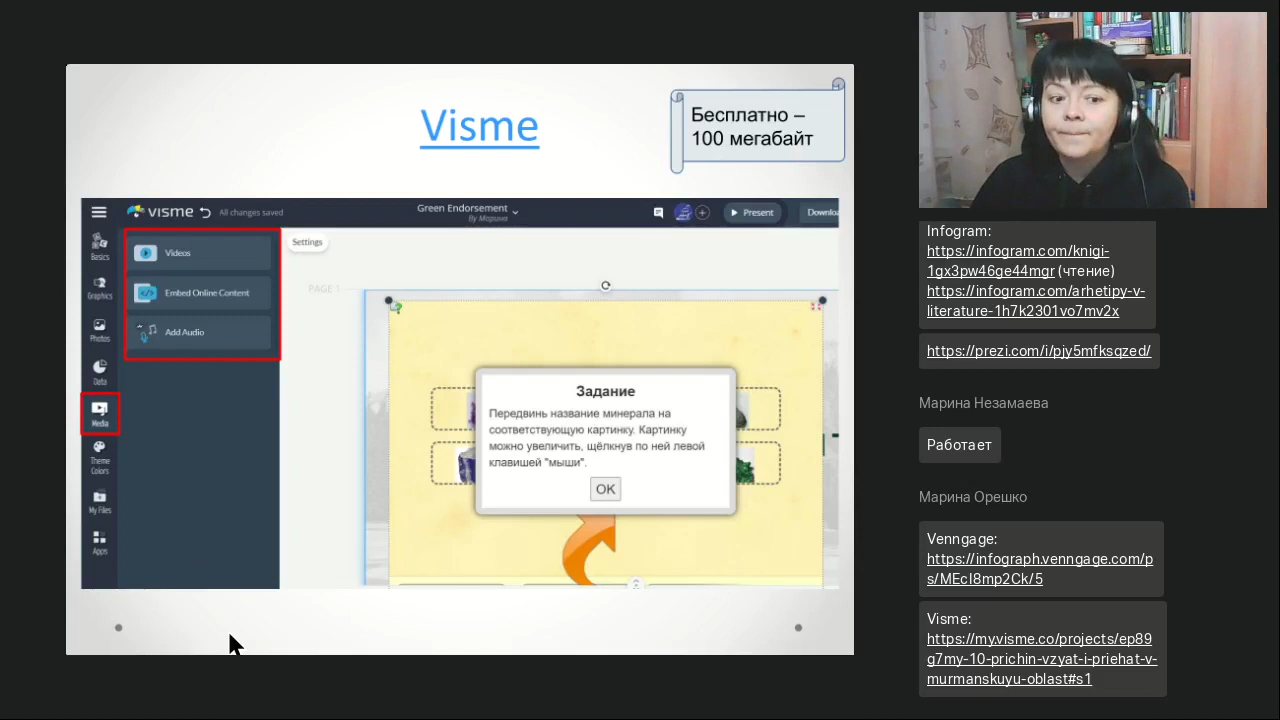 Visme
Бесплатно –
100 мегабайт
visme
All changes saved
Green Endorsement
By Марина
Present
Downlo
Basics
Graphics
Photos
Data
Media
Theme
Colors
My Files
Apps
Videos
Embed Online Content
Add Audio
Settings
PAGE 1
Задание
Передвинь название минерала на
соответствующую картинку. Картинку
можно увеличить, щёлкнув по ней левой
клавишей "мыши".
OK
Infogram:
https://infogram.com/knigi-
1gx3pw46ge44mgr (чтение)
https://infogram.com/arhetipy-v-
literature-1h7k2301vo7mv2x
https://prezi.com/i/pjy5mfksqzed/
Марина Незамаева
Работает
Марина Орешко
Venngage:
https://infograph.venngage.com/p
s/MEcI8mp2Ck/5
Visme:
https://my.visme.co/projects/ep89
g7my-10-prichin-vzyat-i-priehat-v-
murmanskuyu-oblast#s1